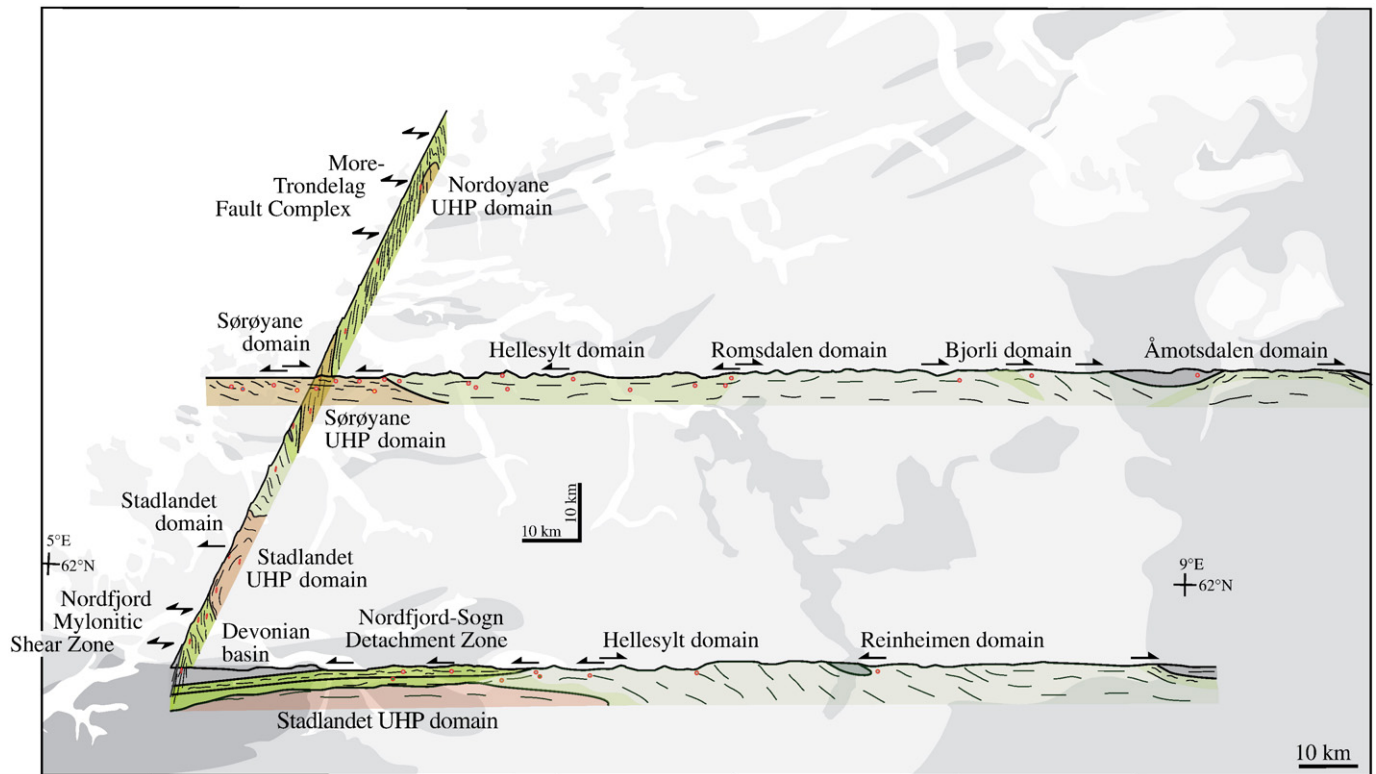 More-
Trondelag
Fault Complex
Nordoyane
UHP domain
Sørøyane
domain
Hellesylt domain
Romsdalen domain
Bjorli domain
Åmotsdalen domain
Sørøyane
UHP domain
Stadlandet
domain
10 km
10 km
5°E
62°N
Stadlandet
UHP domain
9°E
62°N
Nordfjord
Mylonitic
Shear Zone
Devonian
basin
Nordfjord-Sogn
Detachment Zone
Hellesylt domain
Reinheimen domain
Stadlandet UHP domain
10 km